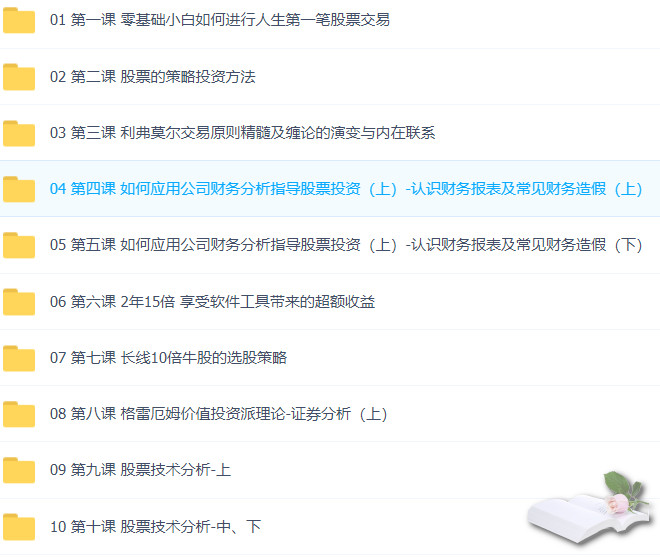 01 第一课 零基础小白如何进行人生第一笔股票交易
02 第二课 股票的策略投资方法
03 第三课 利弗莫尔交易原则精髓及缠论的演变与内在联系
04 第四课 如何应用公司财务分析指导股票投资（上）-认识财务报表及常见财务造假（上）
05 第五课 如何应用公司财务分析指导股票投资（上）-认识财务报表及常见财务造假（下）
06 第六课 2年15倍 享受软件工具带来的超额收益
07 第七课 长线10倍牛股的选股策略
08 第八课 格雷厄姆价值投资派理论-证券分析（上）
09 第九课 股票技术分析-上
10 第十课 股票技术分析-中、下